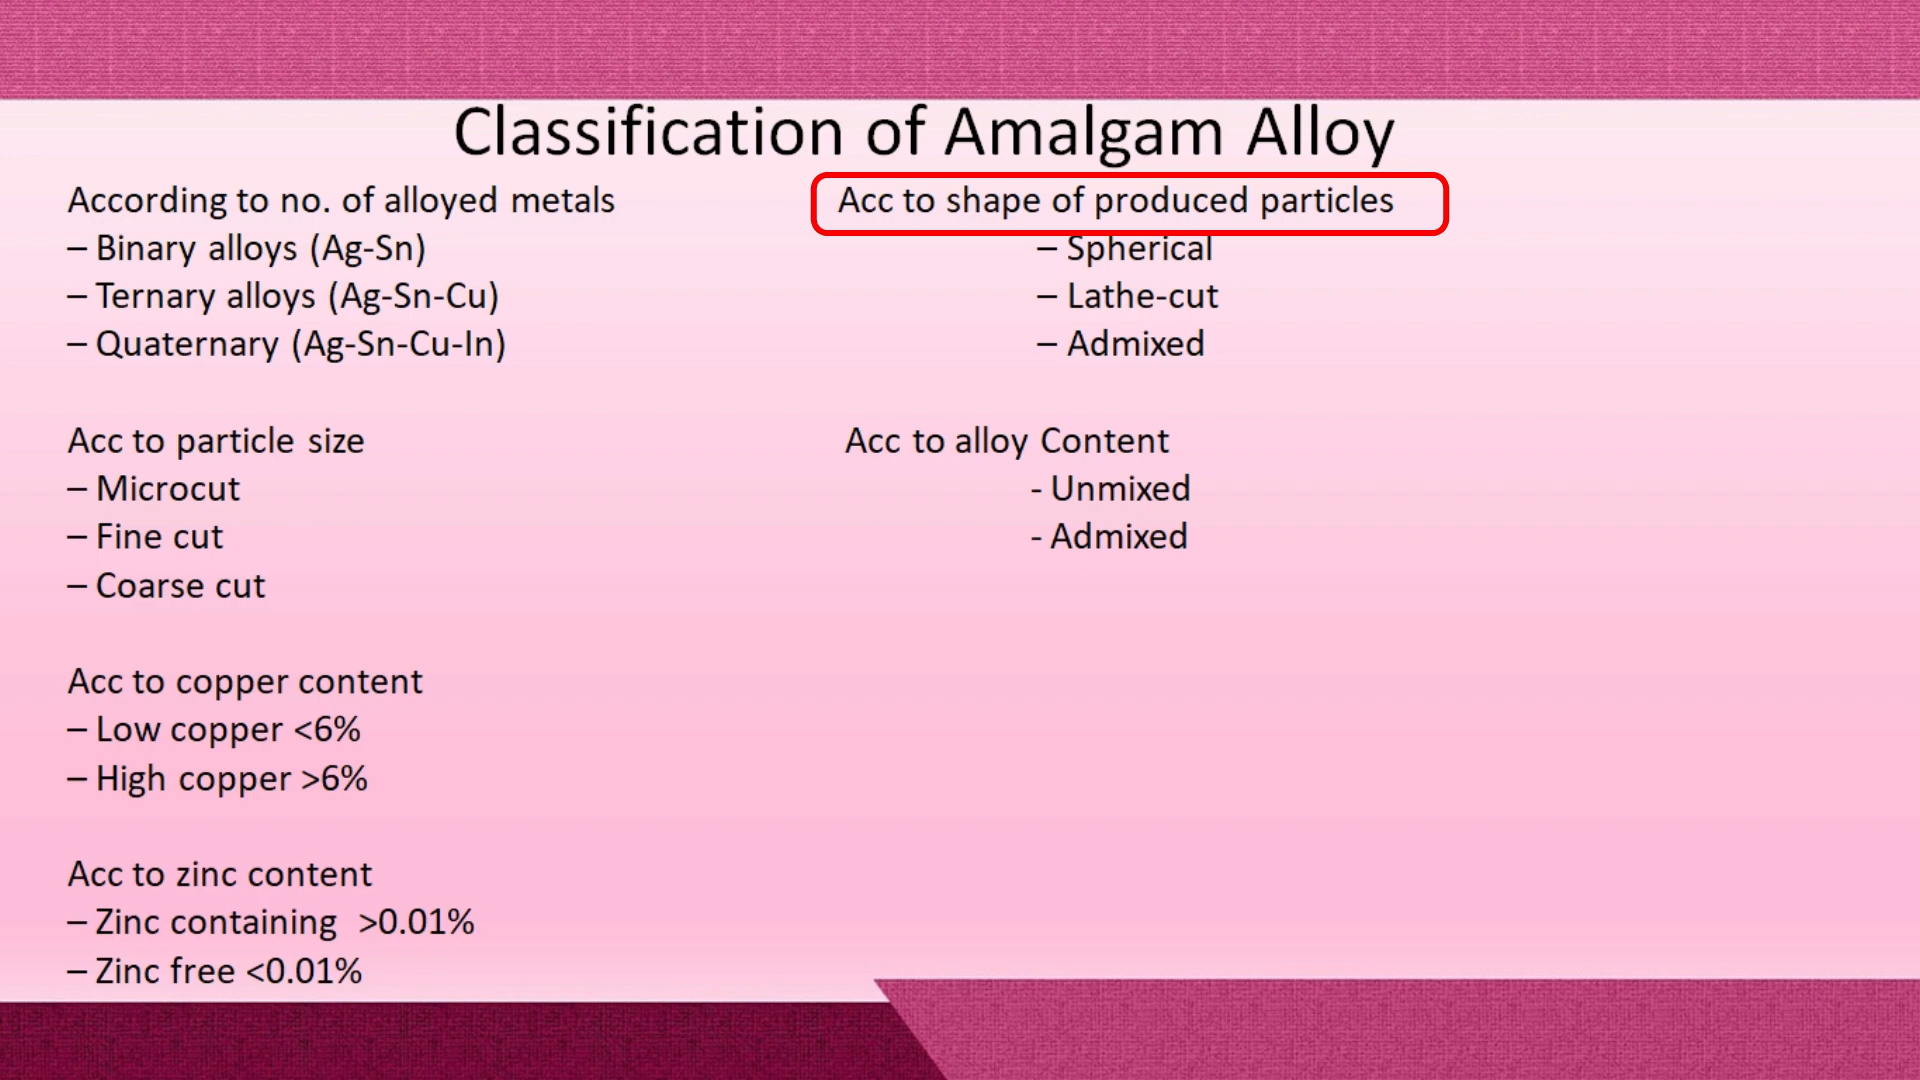 Classification of Amalgam Alloy
According to no. of alloyed metals
– Binary alloys (Ag-Sn)
– Ternary alloys (Ag-Sn-Cu)
– Quaternary (Ag-Sn-Cu-In)
Acc to particle size
– Microcut
– Fine cut
– Coarse cut
Acc to copper content
– Low copper <6%
– High copper >6%
Acc to zinc content
– Zinc containing >0.01%
– Zinc free <0.01%
Acc to shape of produced particles
– Spherical
– Lathe-cut
– Admixed
Acc to alloy Content
- Unmixed
- Admixed